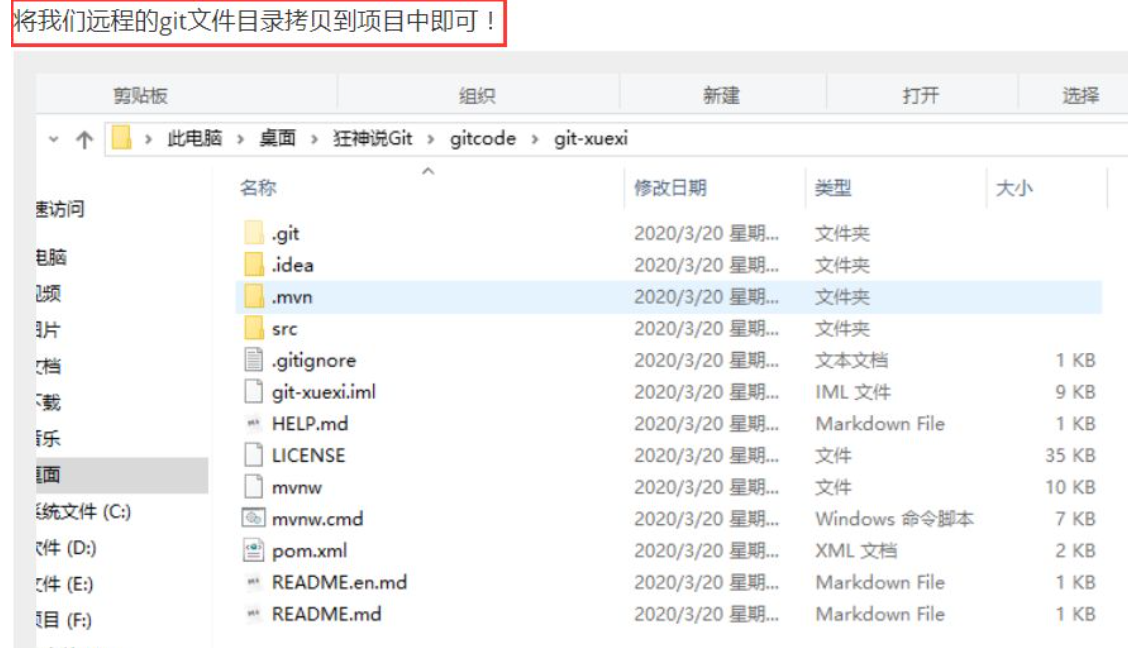 将我们远程的git文件目录拷贝到项目中即可！
剪贴板 组织 新建 打开 选择
此电脑 › 桌面 › 狂神说Git › gitcode › git-xuexi
名称 修改日期 类型 大小
速访问
电脑
视频
图片
文档
下载
音乐
桌面
系统文件 (C:)
软件 (D:)
文件 (E:)
项目 (F:)
.git 2020/3/20 星期... 文件夹
.idea 2020/3/20 星期... 文件夹
.mvn 2020/3/20 星期... 文件夹
src 2020/3/20 星期... 文件夹
.gitignore 2020/3/20 星期... 文本文档 1 KB
git-xuexi.iml 2020/3/20 星期... IML 文件 9 KB
HELP.md 2020/3/20 星期... Markdown File 1 KB
LICENSE 2020/3/20 星期... 文件 35 KB
mvnw 2020/3/20 星期... 文件 10 KB
mvnw.cmd 2020/3/20 星期... Windows 命令脚本 7 KB
pom.xml 2020/3/20 星期... XML 文档 2 KB
README.en.md 2020/3/20 星期... Markdown File 1 KB
README.md 2020/3/20 星期... Markdown File 1 KB